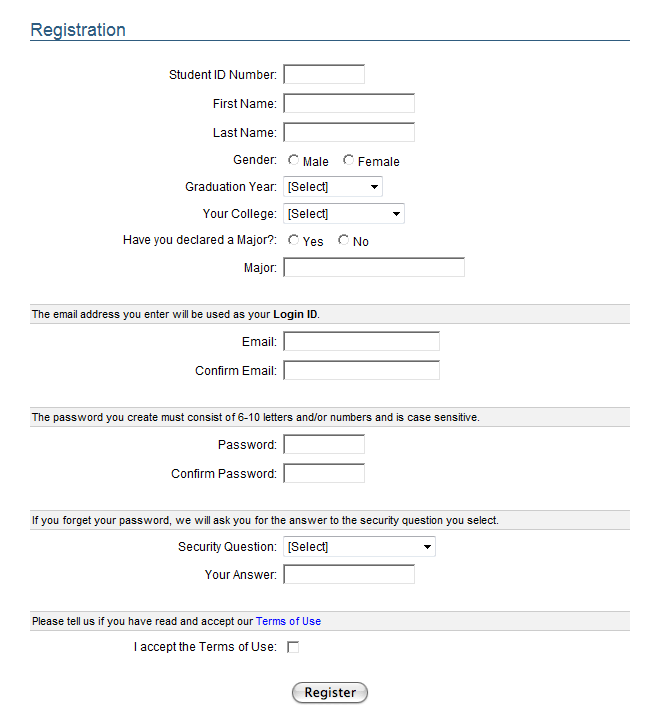 Registration
Student ID Number:
First Name:
Last Name:
Gender: Male Female
Graduation Year: [Select]
Your College: [Select]
Have you declared a Major?: Yes No
Major:
The email address you enter will be used as your Login ID.
Email:
Confirm Email:
The password you create must consist of 6-10 letters and/or numbers and is case sensitive.
Password:
Confirm Password:
If you forget your password, we will ask you for the answer to the security question you select.
Security Question: [Select]
Your Answer:
Please tell us if you have read and accept our Terms of Use
I accept the Terms of Use:
Register